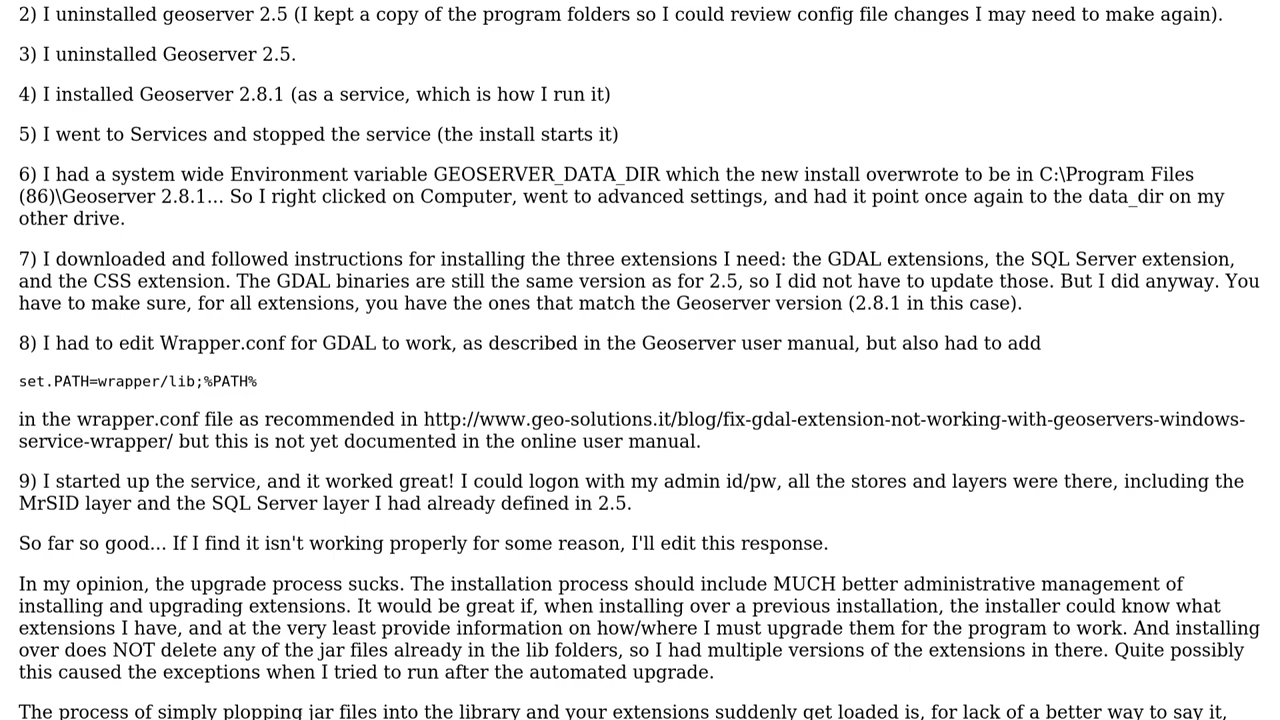 2) I uninstalled geoserver 2.5 (I kept a copy of the program folders so I could review config file changes I may need to make again).
3) I uninstalled Geoserver 2.5.
4) I installed Geoserver 2.8.1 (as a service, which is how I run it)
5) I went to Services and stopped the service (the install starts it)
6) I had a system wide Environment variable GEOSERVER_DATA_DIR which the new install overwrote to be in C:\Program Files
(86)\Geoserver 2.8.1... So I right clicked on Computer, went to advanced settings, and had it point once again to the data_dir on my
other drive.
7) I downloaded and followed instructions for installing the three extensions I need: the GDAL extensions, the SQL Server extension,
and the CSS extension. The GDAL binaries are still the same version as for 2.5, so I did not have to update those. But I did anyway. You
have to make sure, for all extensions, you have the ones that match the Geoserver version (2.8.1 in this case).
8) I had to edit Wrapper.conf for GDAL to work, as described in the Geoserver user manual, but also had to add
set.PATH=wrapper/lib;%PATH%
in the wrapper.conf file as recommended in http://www.geo-solutions.it/blog/fix-gdal-extension-not-working-with-geoservers-windows-
service-wrapper/ but this is not yet documented in the online user manual.
9) I started up the service, and it worked great! I could logon with my admin id/pw, all the stores and layers were there, including the
MrSID layer and the SQL Server layer I had already defined in 2.5.
So far so good... If I find it isn't working properly for some reason, I'll edit this response.
In my opinion, the upgrade process sucks. The installation process should include MUCH better administrative management of
installing and upgrading extensions. It would be great if, when installing over a previous installation, the installer could know what
extensions I have, and at the very least provide information on how/where I must upgrade them for the program to work. And installing
over does NOT delete any of the jar files already in the lib folders, so I had multiple versions of the extensions in there. Quite possibly
this caused the exceptions when I tried to run after the automated upgrade.
The process of simply plopping jar files into the library and your extensions suddenly get loaded is, for lack of a better way to say it,